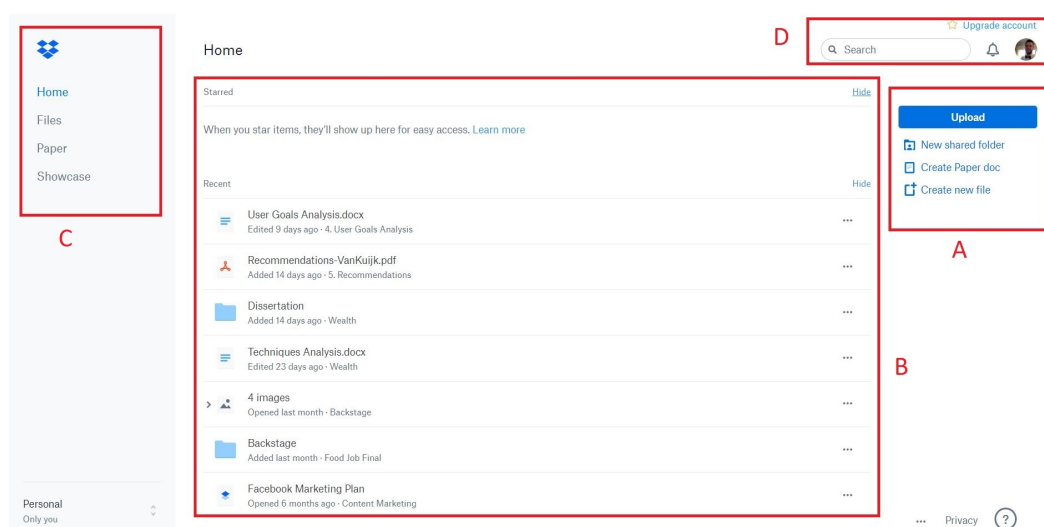 Upgrade account
D
Home
Search
Home
Files
Paper
Showcase
C
Starred
Hide
When you star items, they'll show up here for easy access. Learn more
Recent
Hide
User Goals Analysis.docx
Edited 9 days ago · 4. User Goals Analysis
...
Recommendations-VanKuijk.pdf
Added 14 days ago · 5. Recommendations
...
Dissertation
Added 14 days ago · Wealth
...
Techniques Analysis.docx
Edited 23 days ago · Wealth
...
4 images
Opened last month · Backstage
...
Backstage
Added last month · Food Job Final
...
Facebook Marketing Plan
Opened 6 months ago · Content Marketing
...
B
Upload
New shared folder
Create Paper doc
Create new file
A
Personal
Only you
... Privacy ?